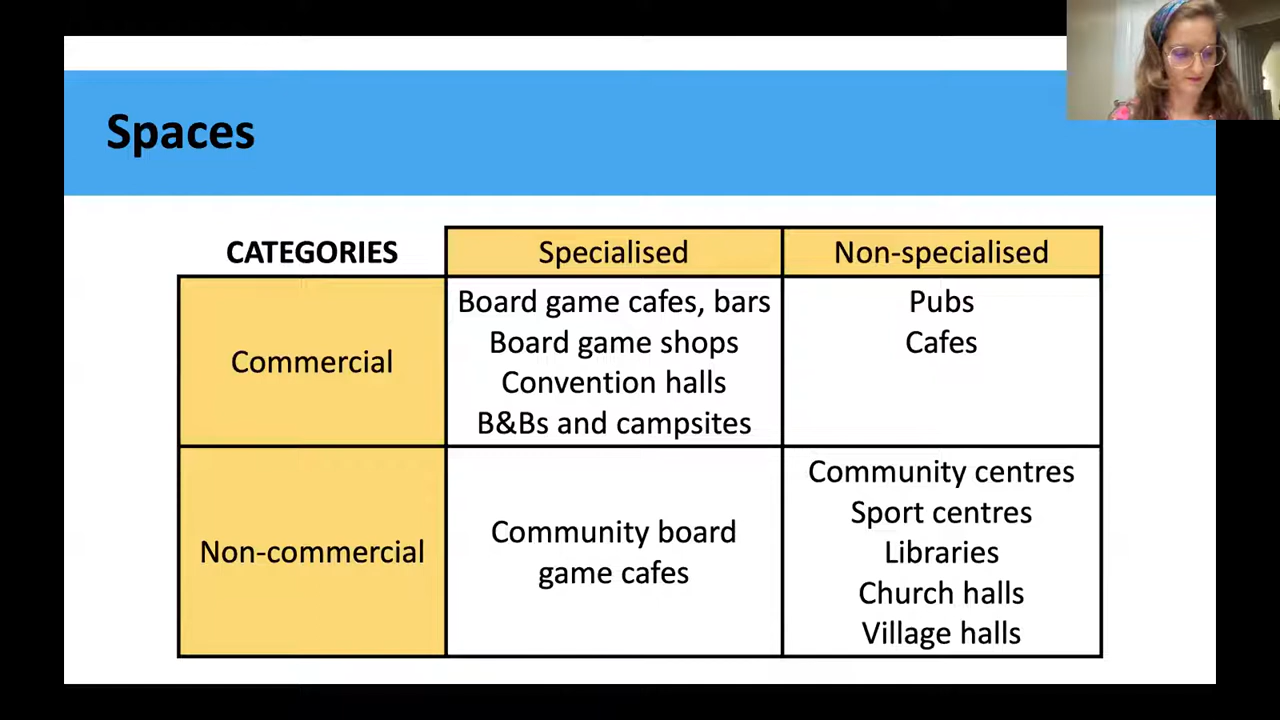 Spaces
CATEGORIES
Specialised
Non-specialised
Commercial
Board game cafes, bars
Board game shops
Convention halls
B&Bs and campsites
Pubs
Cafes
Non-commercial
Community board
game cafes
Community centres
Sport centres
Libraries
Church halls
Village halls